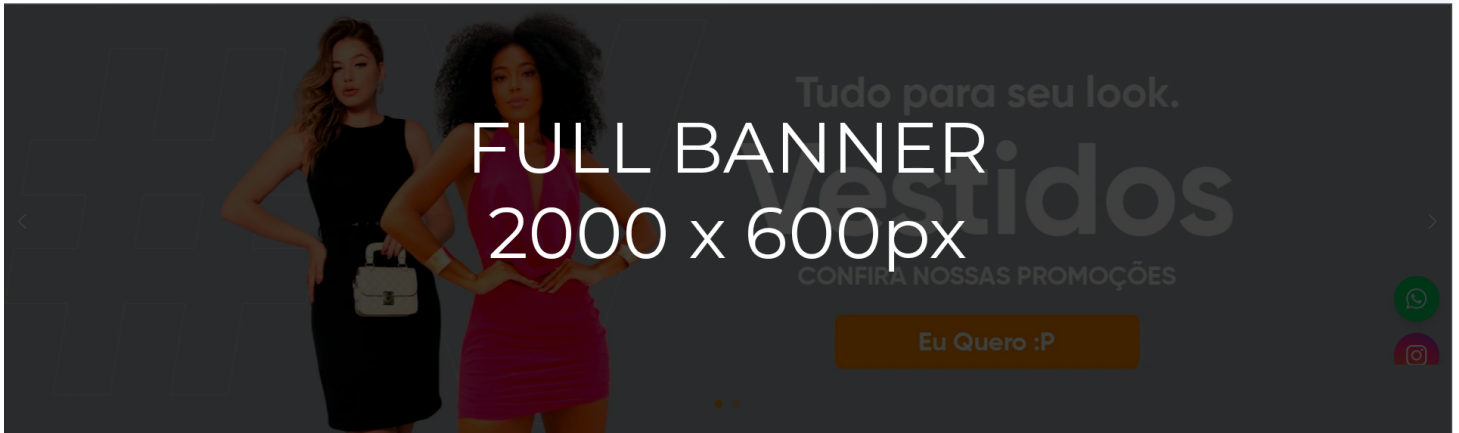 Tudo para seu look.
FULL BANNER
Vestidos
2000 x 600px
CONFIRA NOSSAS PROMOÇÕES
Eu Quero :P